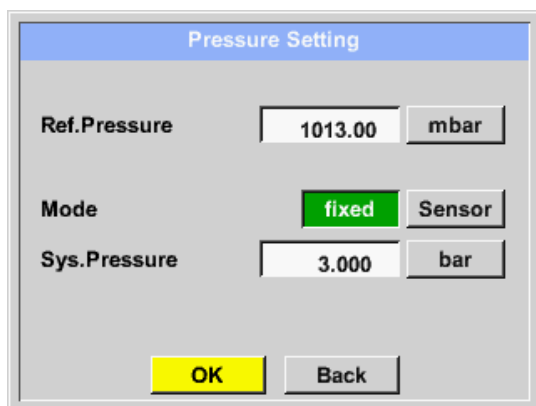 Pressure Setting
Ref.Pressure 1013.00 mbar
Mode fixed Sensor
Sys.Pressure 3.000 bar
OK Back